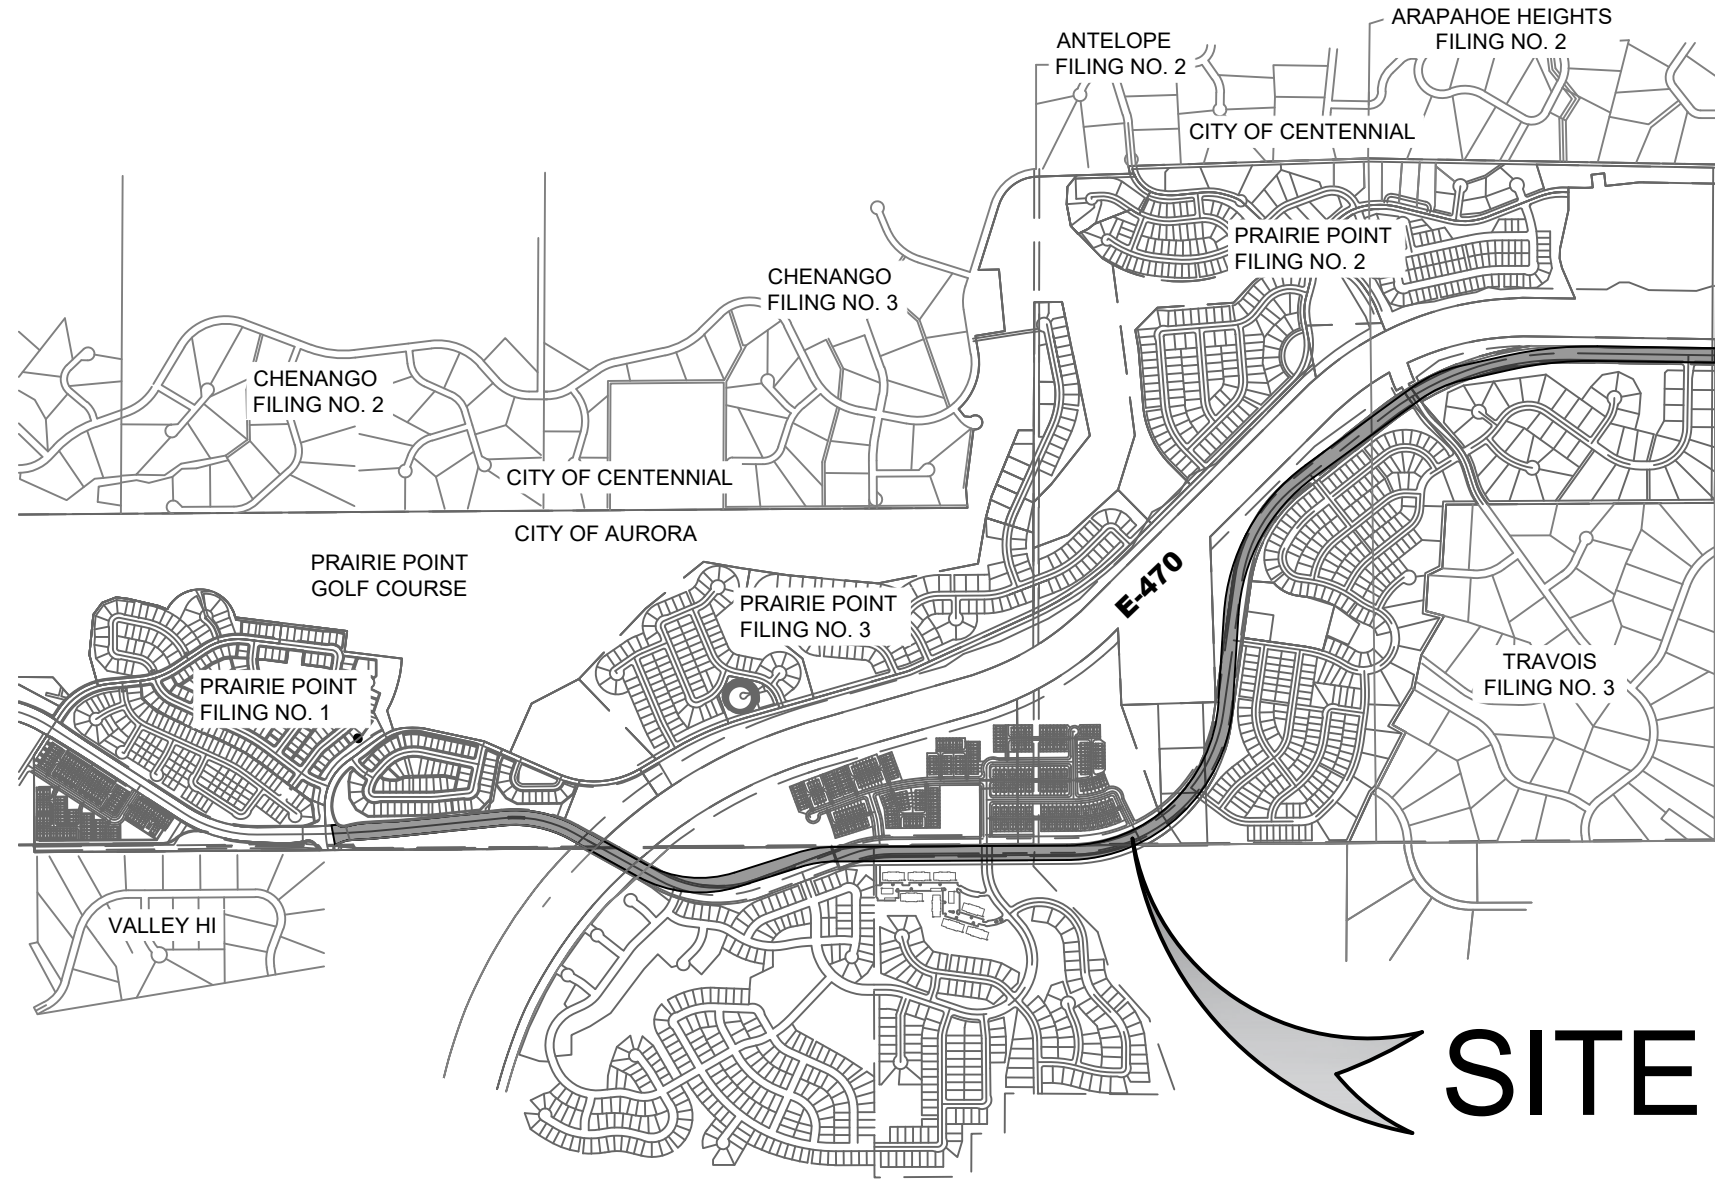 ARAPAHOE HEIGHTS
FILING NO. 2
ANTELOPE
FILING NO. 2
CITY OF CENTENNIAL
PRAIRIE POINT
FILING NO. 2
CHENANGO
FILING NO. 3
CHENANGO
FILING NO. 2
CITY OF CENTENNIAL
CITY OF AURORA
PRAIRIE POINT
GOLF COURSE
E-470
PRAIRIE POINT
FILING NO. 3
TRAVOIS
FILING NO. 3
PRAIRIE POINT
FILING NO. 1
VALLEY HI
SITE